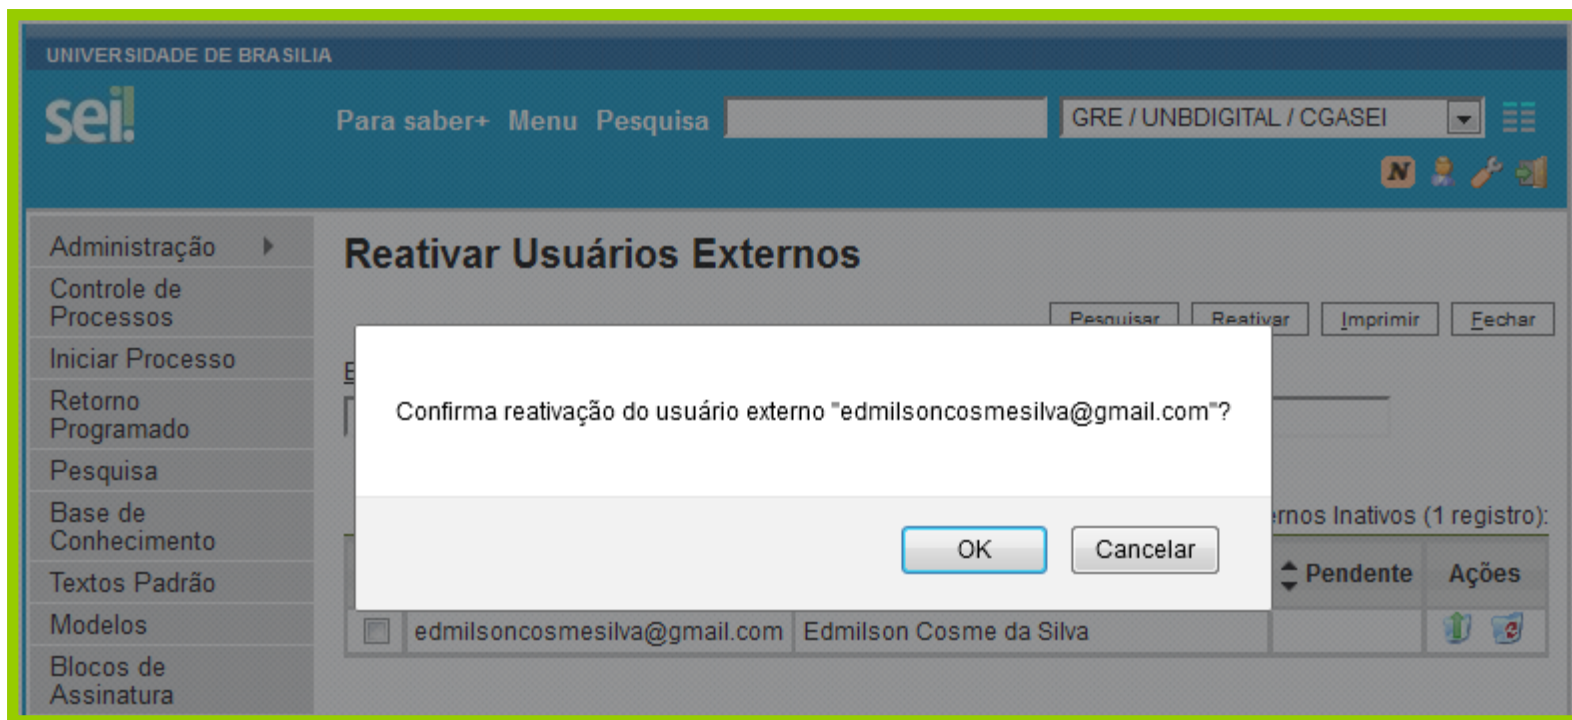 UNIVERSIDADE DE BRASILIA
sei!
Para saber+ Menu Pesquisa
GRE / UNBDIGITAL / CGASEI
N
Administração
Controle de
Processos
Iniciar Processo
Retorno
Programado
Pesquisa
Base de
Conhecimento
Textos Padrão
Modelos
Blocos de
Assinatura
Reativar Usuários Externos
Pesquisar Reativar Imprimir Fechar
E
Confirma reativação do usuário externo "edmilsoncosmesilva@gmail.com"?
OK Cancelar
ernos Inativos (1 registro):
Pendente Ações
edmilsoncosmesilva@gmail.com Edmilson Cosme da Silva